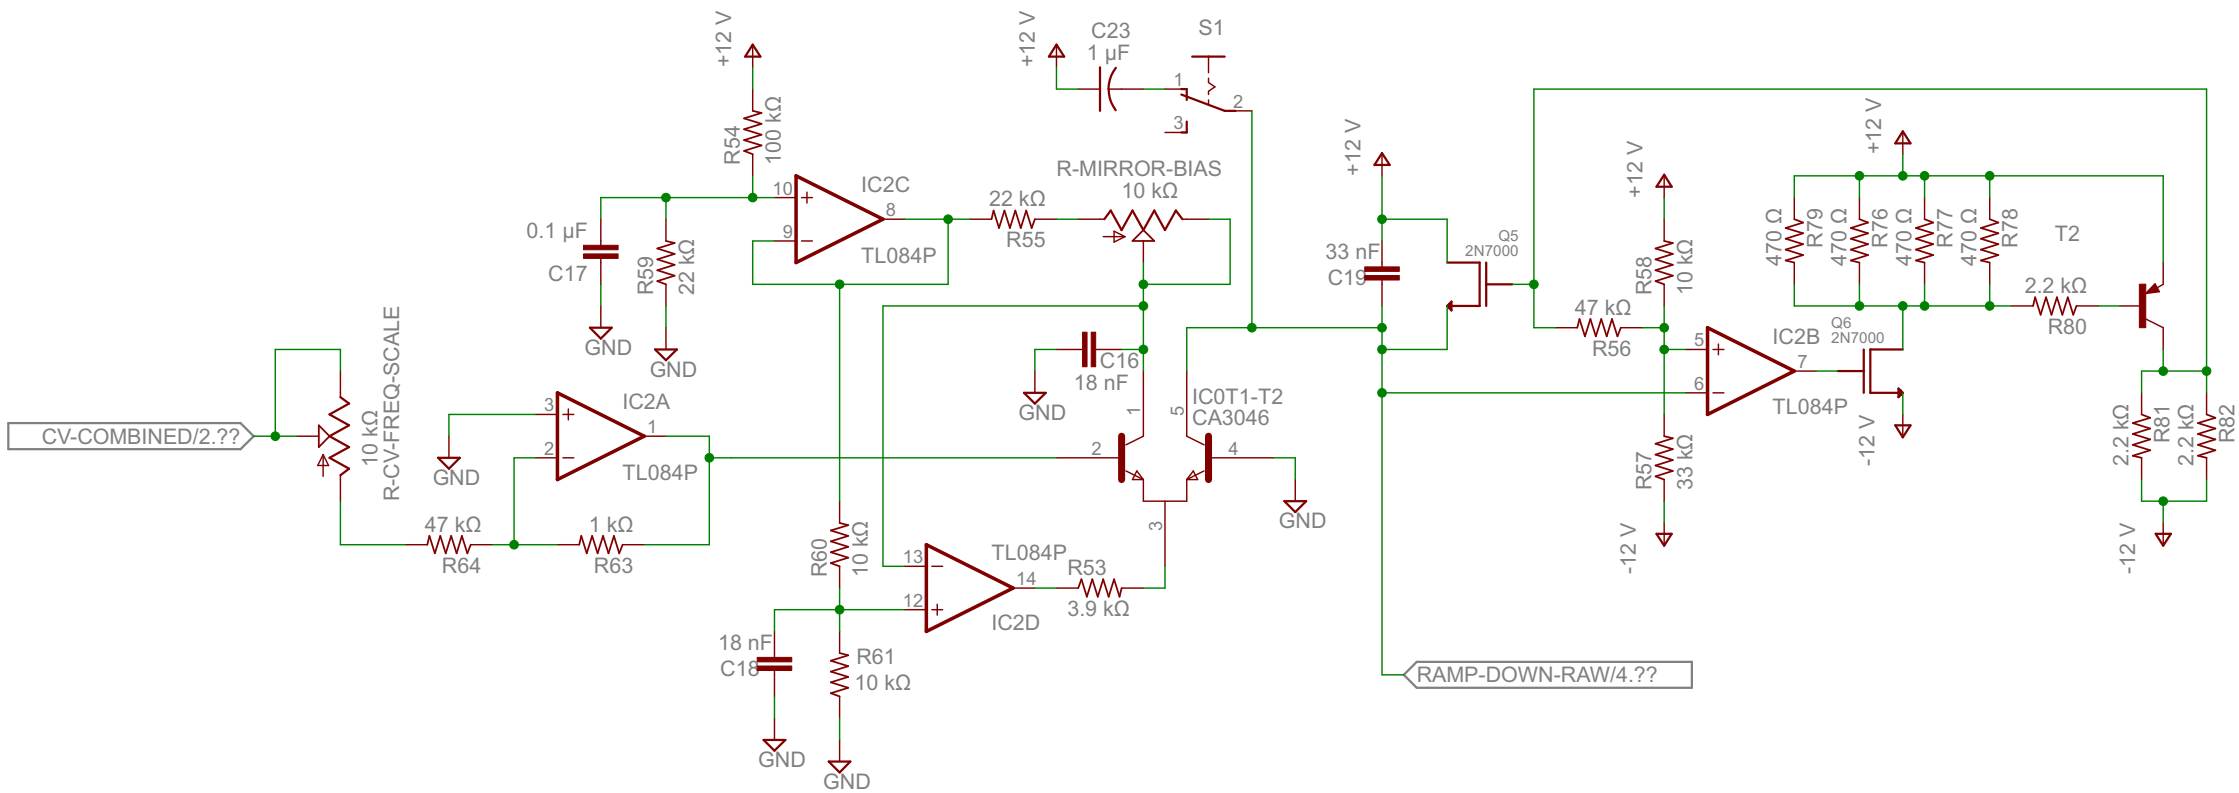 +12 V
R54
100 kΩ
+12 V
C23
1 µF
S1
1
2
3
IC2C
10
9
8
TL084P
0.1 µF
C17
R59
22 kΩ
GND
GND
22 kΩ
R55
R-MIRROR-BIAS
10 kΩ
C16
18 nF
GND
CV-COMBINED/2.??
10 kΩ
R-CV-FREQ-SCALE
GND
3
2
1
IC2A
TL084P
47 kΩ
R64
1 kΩ
R63
1
2
5
4
3
IC0T1-T2
CA3046
GND
R60
10 kΩ
13
12
14
TL084P
IC2D
R53
3.9 kΩ
18 nF
C18
R61
10 kΩ
GND
GND
+12 V
33 nF
C19
Q5
2N7000
RAMP-DOWN-RAW/4.??
+12 V
R58
10 kΩ
47 kΩ
R56
R57
33 kΩ
-12 V
5
6
7
IC2B
TL084P
Q6
2N7000
-12 V
+12 V
470 Ω
R79
470 Ω
R76
470 Ω
R77
470 Ω
R78
T2
2.2 kΩ
R80
2.2 kΩ
R81
2.2 kΩ
R82
-12 V